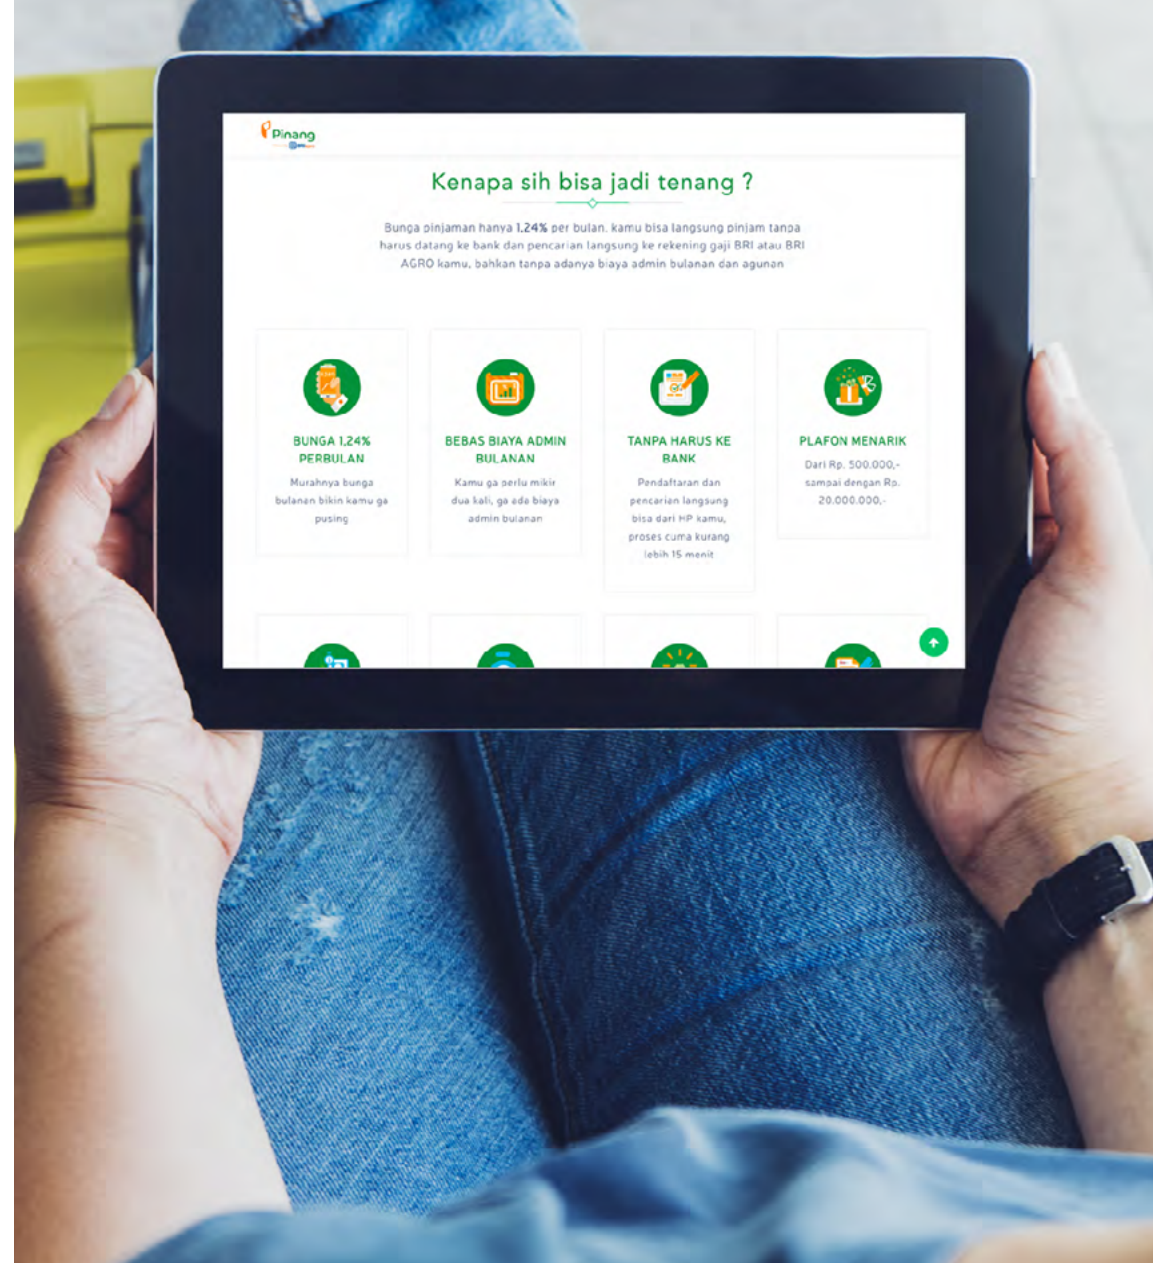 Pinang
Kenapa sih bisa jadi tenang ?
Bunga pinjaman hanya 1,24% per bulan, kamu bisa langsung pinjam tanpa
harus datang ke bank dan pencarian langsung ke rekening gaji BRI atau BRI
AGRO kamu, bahkan tanpa adanya biaya admin bulanan dan agunan
BUNGA 1,24%
PERBULAN
Murahnya bunga
bulanan bikin kamu ga
pusing
BEBAS BIAYA ADMIN
BULANAN
Kamu ga perlu mikir
dua kali, ga ada biaya
admin bulanan
TANPA HARUS KE
BANK
Pendaftaran dan
pencarian langsung
bisa dari HP kamu,
proses cuma kurang
lebih 15 menit
PLAFON MENARIK
Dari Rp. 500.000,-
sampai dengan Rp.
20.000.000,-